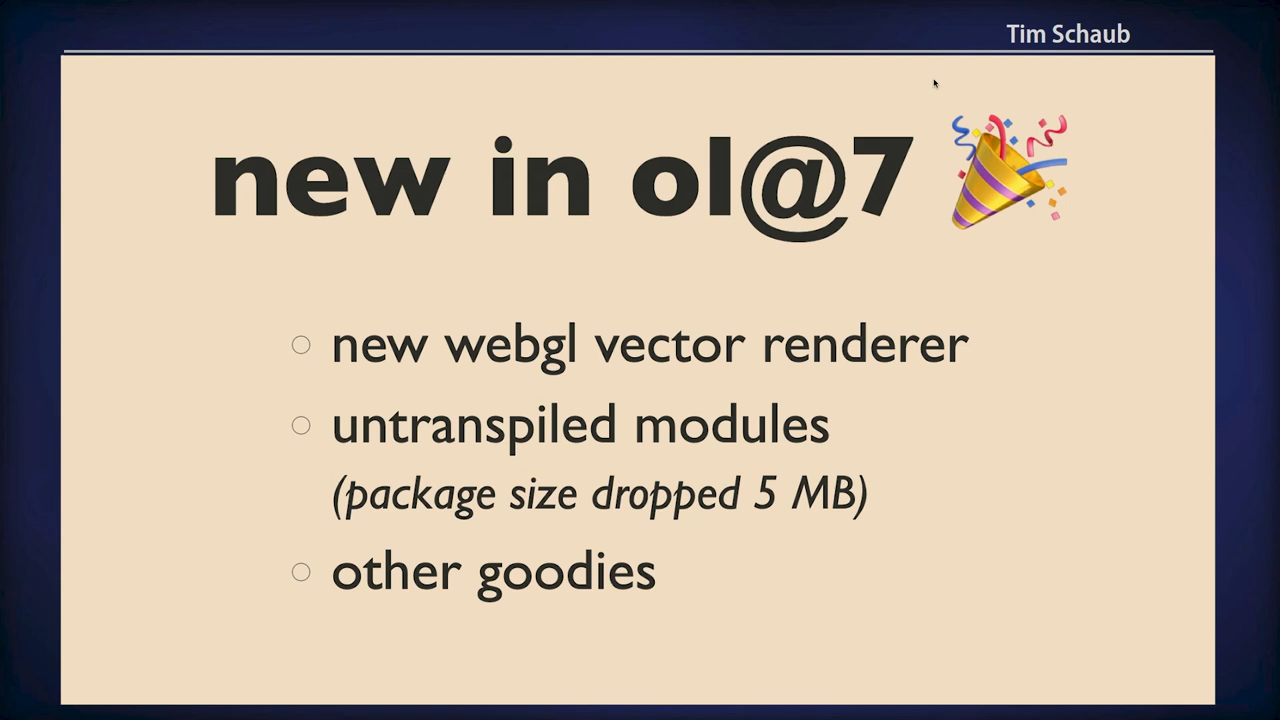 Tim Schaub
new in ol@7 🎉
new webgl vector renderer
untranspiled modules
(package size dropped 5 MB)
other goodies